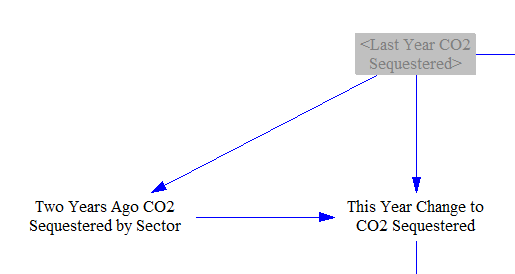 <Last Year CO2
Sequestered>
Two Years Ago CO2
Sequestered by Sector
This Year Change to
CO2 Sequestered